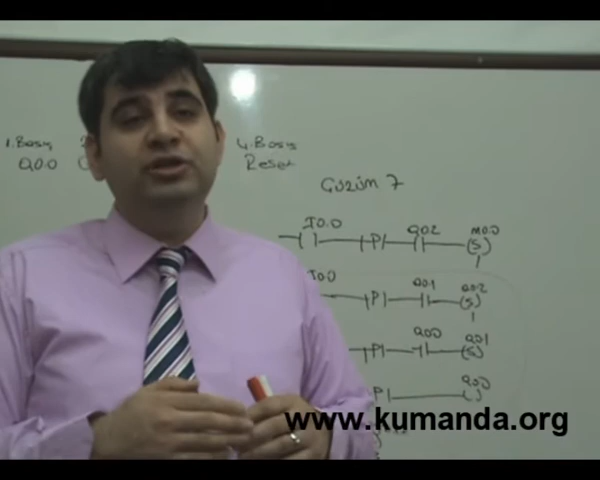 1. Basış
4. Basış
Q0.0
Reset
Çözüm 7
I0.0
P
Q0.2
M0.0
S
1
I0.0
P
Q0.1
Q0.2
S
1
P
Q0.0
Q0.1
S
P
Q0.0
www.kumanda.org